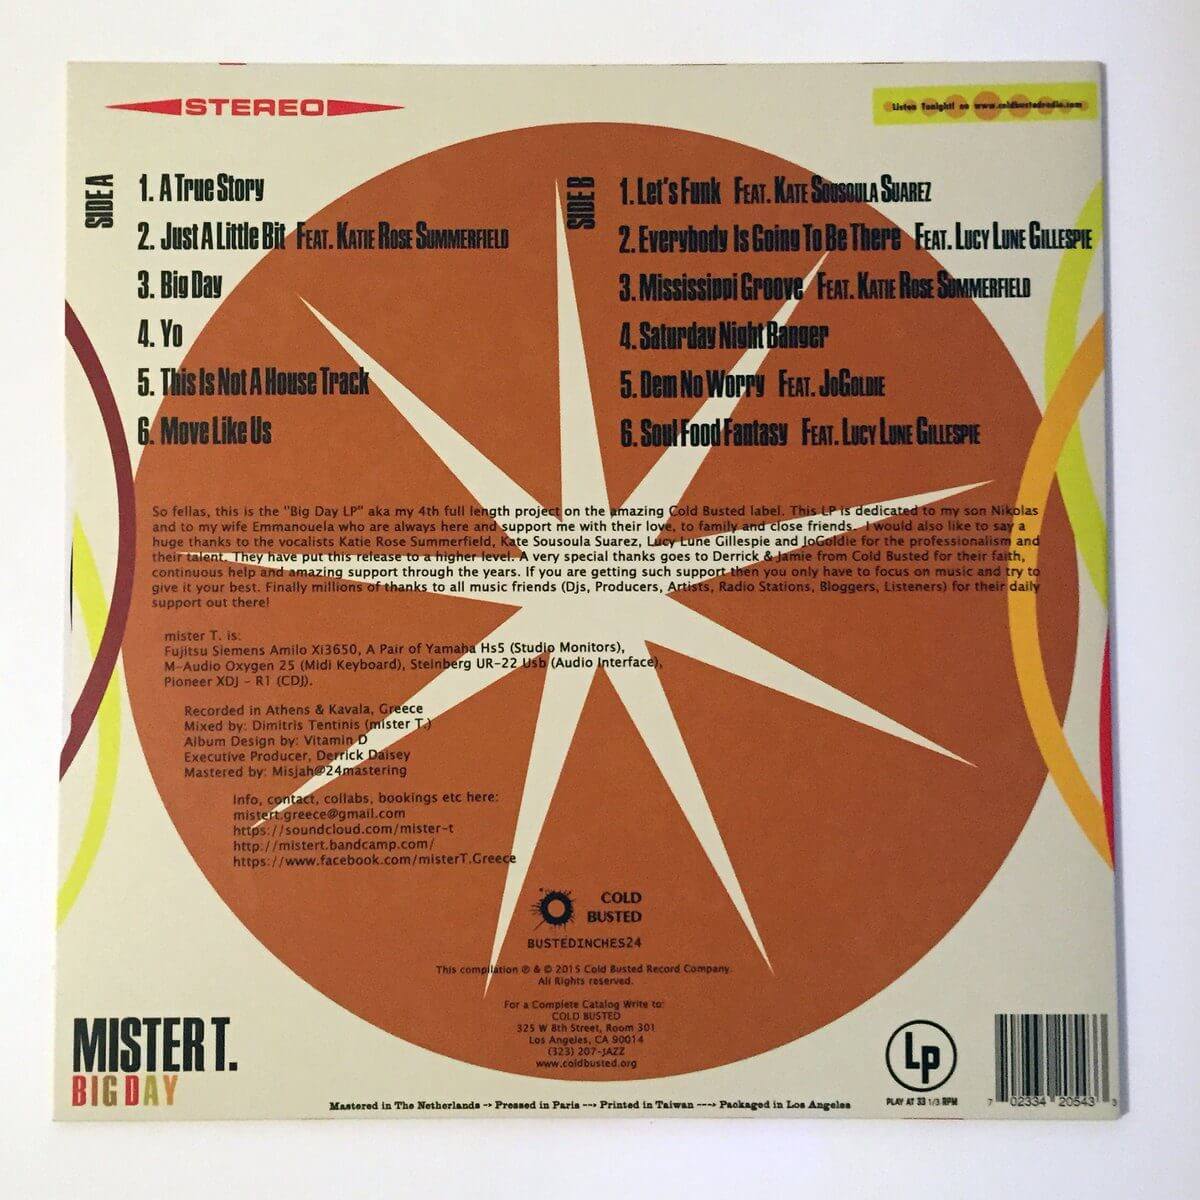 STEREO
Listen Tonight! on www.coldbustedradio.com
SIDE A
1. A True Story
2. Just A Little Bit Feat. Katie Rose Summerfield
3. Big Day
4. Yo
5. This Is Not A House Track
6. Move Like Us
SIDE B
1. Let's Funk Feat. Kate Sousoula Suarez
2. Everybody Is Going To Be There Feat. Lucy Lune Gillespie
3. Mississippi Groove Feat. Katie Rose Summerfield
4. Saturday Night Banger
5. Dem No Worry Feat. JoGoldie
6. Soul Food Fantasy Feat. Lucy Lune Gillespie
So fellas, this is the "Big Day LP" aka my 4th full length project on the amazing Cold Busted label. This LP is dedicated to my son Nikolas
and to my wife Emmanouela who are always here and support me with their love, to family and close friends. I would also like to say a
huge thanks to the vocalists Katie Rose Summerfield, Kate Sousoula Suarez, Lucy Lune Gillespie and JoGoldie for the professionalism and
their talent. They have put this release to a higher level. A very special thanks goes to Derrick & Jamie from Cold Busted for their faith,
continuous help and amazing support through the years. If you are getting such support then you only have to focus on music and try to
give it your best. Finally millions of thanks to all music friends (Djs, Producers, Artists, Radio Stations, Bloggers, Listeners) for their daily
support out there!
mister T. is:
Fujitsu Siemens Amilo Xi3650, A Pair of Yamaha Hs5 (Studio Monitors),
M-Audio Oxygen 25 (Midi Keyboard), Steinberg UR-22 Usb (Audio Interface),
Pioneer XDJ - R1 (CDJ).
Recorded in Athens & Kavala, Greece
Mixed by: Dimitris Tentinis (mister T.)
Album Design by: Vitamin D
Executive Producer, Derrick Daisey
Mastered by: Misjah@24mastering
Info, contact, collabs, bookings etc here:
mistert.greece@gmail.com
https://soundcloud.com/mister-t
http://mistert.bandcamp.com/
https://www.facebook.com/misterT.Greece
COLD
BUSTED
BUSTEDINCHES24
This compilation ℗ & © 2015 Cold Busted Record Company.
All Rights reserved.
For a Complete Catalog Write to:
COLD BUSTED
325 W 8th Street, Room 301
Los Angeles, CA 90014
(323) 207-JAZZ
www.coldbusted.org
MISTER T.
BIG DAY
Mastered in The Netherlands --> Pressed in Paris ---> Printed in Taiwan ----> Packaged in Los Angeles
Lp
PLAY AT 33 1/3 RPM
7 02334 20543 3